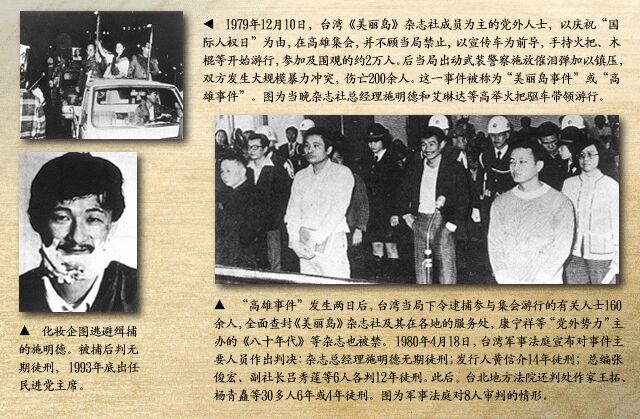 ◀ 1979年12月10日，台湾《美丽岛》杂志社成员为主的党外人士，以庆祝“国
际人权日”为由，在高雄集会，并不顾当局禁止，以宣传车为前导，手持火把、木
棍等开始游行，参加及围观的约2万人。后当局出动武装警察施放催泪弹加以镇压，
双方发生大规模暴力冲突，伤亡200余人。这一事件被称为“美丽岛事件”或“高
雄事件”。图为当晚杂志社总经理施明德和艾琳达等高举火把驱车带领游行。
▲ 化妆企图逃避缉捕
的施明德。被捕后判无
期徒刑，1993年底出任
民进党主席。
▲ “高雄事件”发生两日后，台湾当局下令逮捕参与集会游行的有关人士160
余人，全面查封《美丽岛》杂志社及其在各地的服务处，康宁祥等“党外势力”主
办的《八十年代》等杂志也被禁。1980年4月18日，台湾军事法庭宣布对事件主
要人员作出判决：杂志总经理施明德无期徒刑；发行人黄信介14年徒刑；总编张
俊宏、副社长吕秀莲等6人各判12年徒刑。此后，台北地方法院还判处作家王拓、
杨青矗等30多人6年或4年徒刑。图为军事法庭对8人审判的情形。